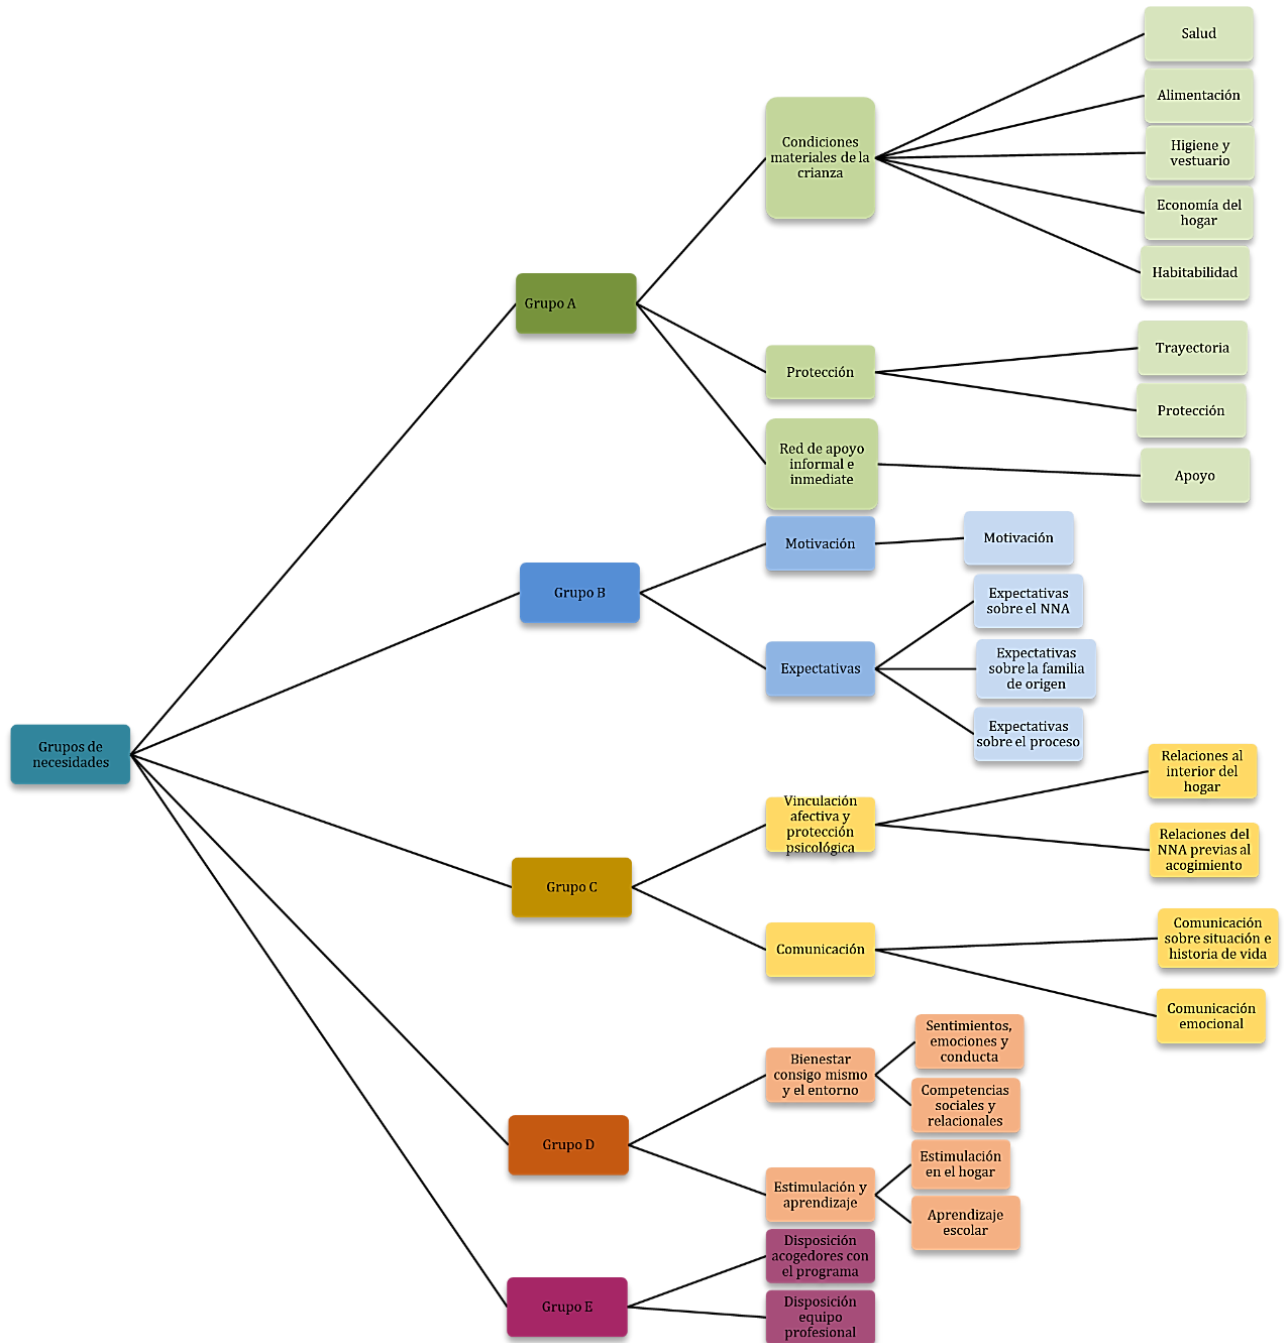 Grupos de
necesidades
Grupo A
Condiciones
materiales de la
crianza
Salud
Alimentación
Higiene y
vestuario
Economía del
hogar
Habitabilidad
Protección
Trayectoria
Protección
Red de apoyo
informal e
inmediate
Apoyo
Grupo B
Motivación
Motivación
Expectativas
Expectativas
sobre el NNA
Expectativas
sobre la familia
de origen
Expectativas
sobre el proceso
Grupo C
Vinculación
afectiva y
protección
psicológica
Relaciones al
interior del
hogar
Relaciones del
NNA previas al
acogimiento
Comunicación
Comunicación
sobre situación e
historia de vida
Comunicación
emocional
Grupo D
Bienestar
consigo mismo
y el entorno
Sentimientos,
emociones y
conducta
Competencias
sociales y
relacionales
Estimulación y
aprendizaje
Estimulación
en el hogar
Aprendizaje
escolar
Grupo E
Disposición
acogedores con
el programa
Disposición
equipo
profesional